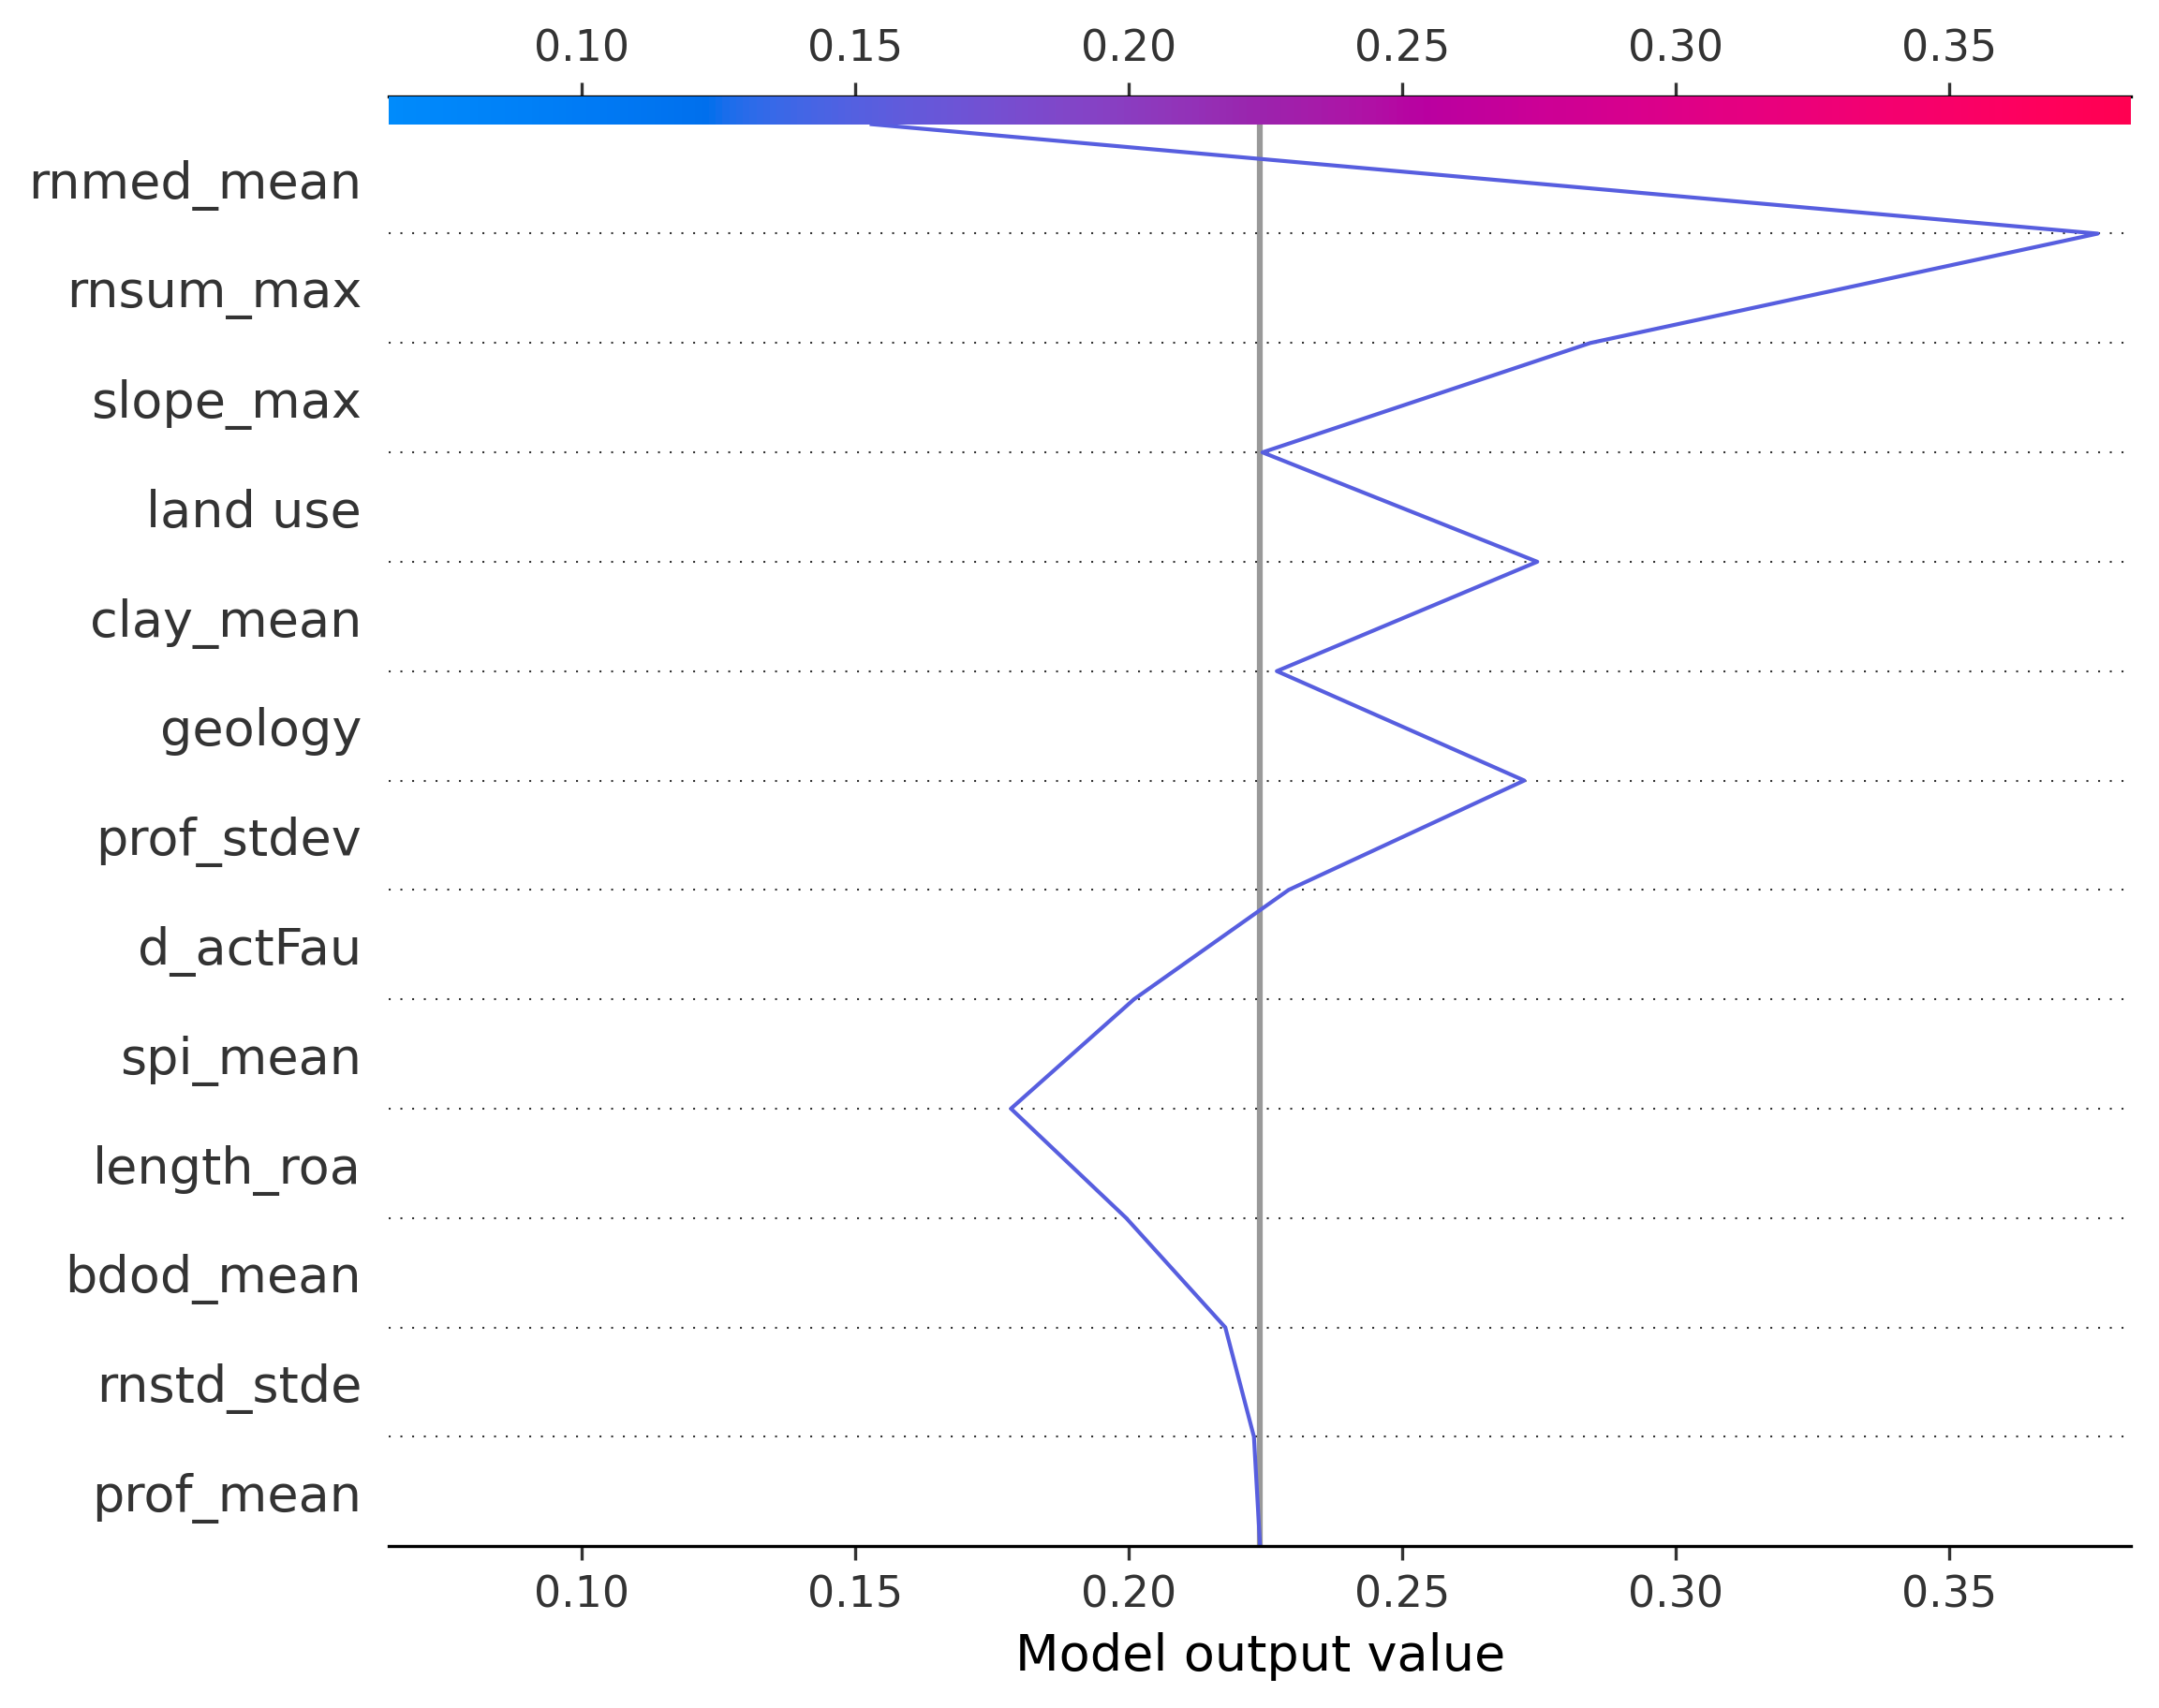 0.10 0.15 0.20 0.25 0.30 0.35
rnmed_mean
rnsum_max
slope_max
land use
clay_mean
geology
prof_stdev
d_actFau
spi_mean
length_roa
bdod_mean
rnstd_stde
prof_mean
0.10 0.15 0.20 0.25 0.30 0.35
Model output value